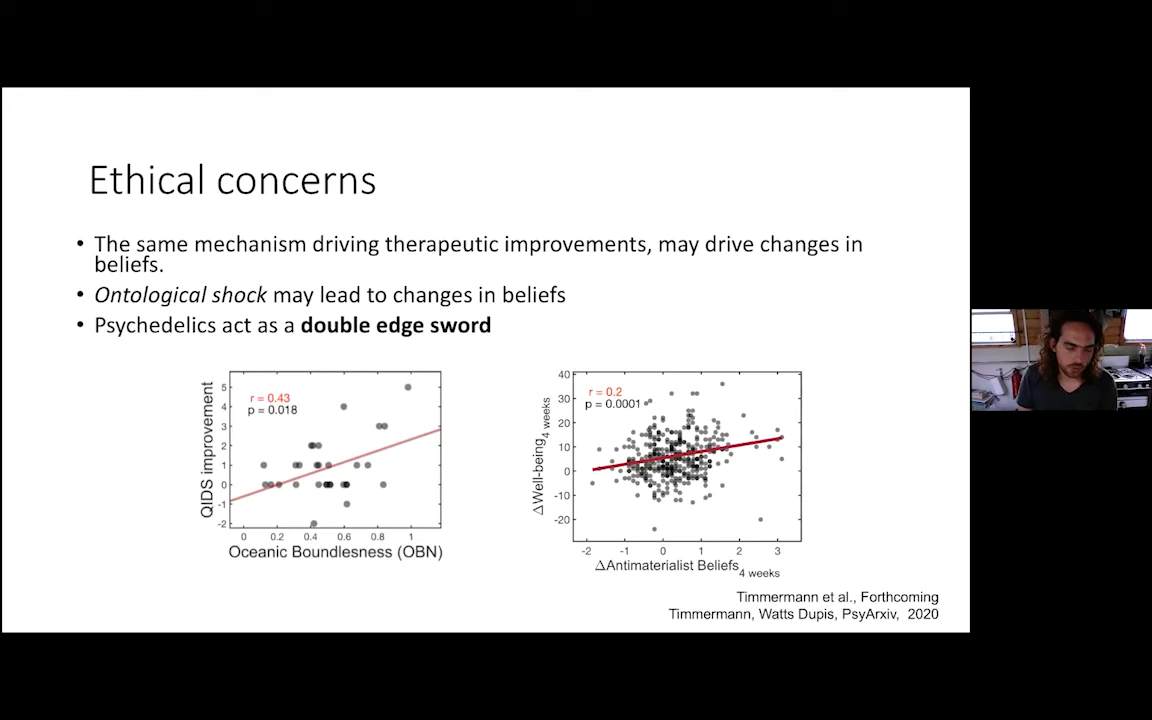 Ethical concerns
• The same mechanism driving therapeutic improvements, may drive changes in
beliefs.
• Ontological shock may lead to changes in beliefs
• Psychedelics act as a double edge sword
QIDS improvement
5
4
3
2
1
0
-1
-2
r = 0.43
p = 0.018
0 0.2 0.4 0.6 0.8 1
Oceanic Boundlesness (OBN)
ΔWell-being4 weeks
40
30
20
10
0
-10
-20
r = 0.2
p = 0.0001
-2 -1 0 1 2 3
ΔAntimaterialist Beliefs4 weeks
Timmermann et al., Forthcoming
Timmermann, Watts Dupis, PsyArxiv, 2020